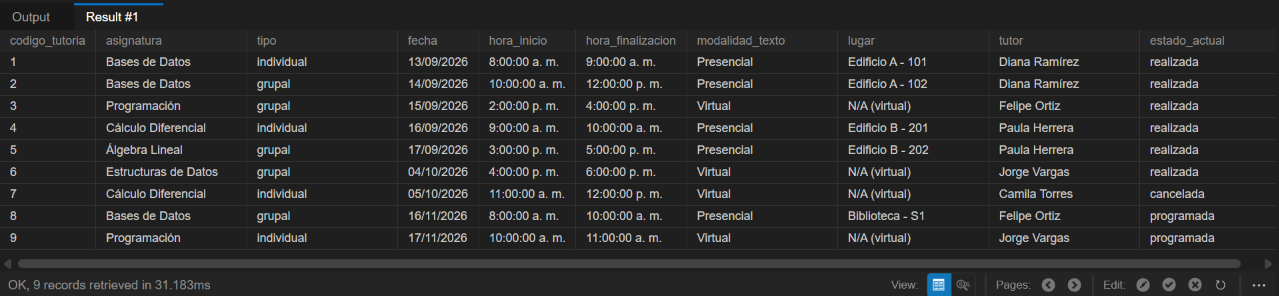 Output Result #1
codigo_tutoria asignatura tipo fecha hora_inicio hora_finalizacion modalidad_texto lugar tutor estado_actual
1 Bases de Datos individual 13/09/2026 8:00:00 a. m. 9:00:00 a. m. Presencial Edificio A - 101 Diana Ramírez realizada
2 Bases de Datos grupal 14/09/2026 10:00:00 a. m. 12:00:00 p. m. Presencial Edificio A - 102 Diana Ramírez realizada
3 Programación grupal 15/09/2026 2:00:00 p. m. 4:00:00 p. m. Virtual N/A (virtual) Felipe Ortiz realizada
4 Cálculo Diferencial individual 16/09/2026 9:00:00 a. m. 10:00:00 a. m. Presencial Edificio B - 201 Paula Herrera realizada
5 Álgebra Lineal grupal 17/09/2026 3:00:00 p. m. 5:00:00 p. m. Presencial Edificio B - 202 Paula Herrera realizada
6 Estructuras de Datos grupal 04/10/2026 4:00:00 p. m. 6:00:00 p. m. Virtual N/A (virtual) Jorge Vargas realizada
7 Cálculo Diferencial individual 05/10/2026 11:00:00 a. m. 12:00:00 p. m. Virtual N/A (virtual) Camila Torres cancelada
8 Bases de Datos grupal 16/11/2026 8:00:00 a. m. 10:00:00 a. m. Presencial Biblioteca - S1 Felipe Ortiz programada
9 Programación individual 17/11/2026 10:00:00 a. m. 11:00:00 a. m. Virtual N/A (virtual) Jorge Vargas programada
OK, 9 records retrieved in 31.183ms View: Pages: Edit: